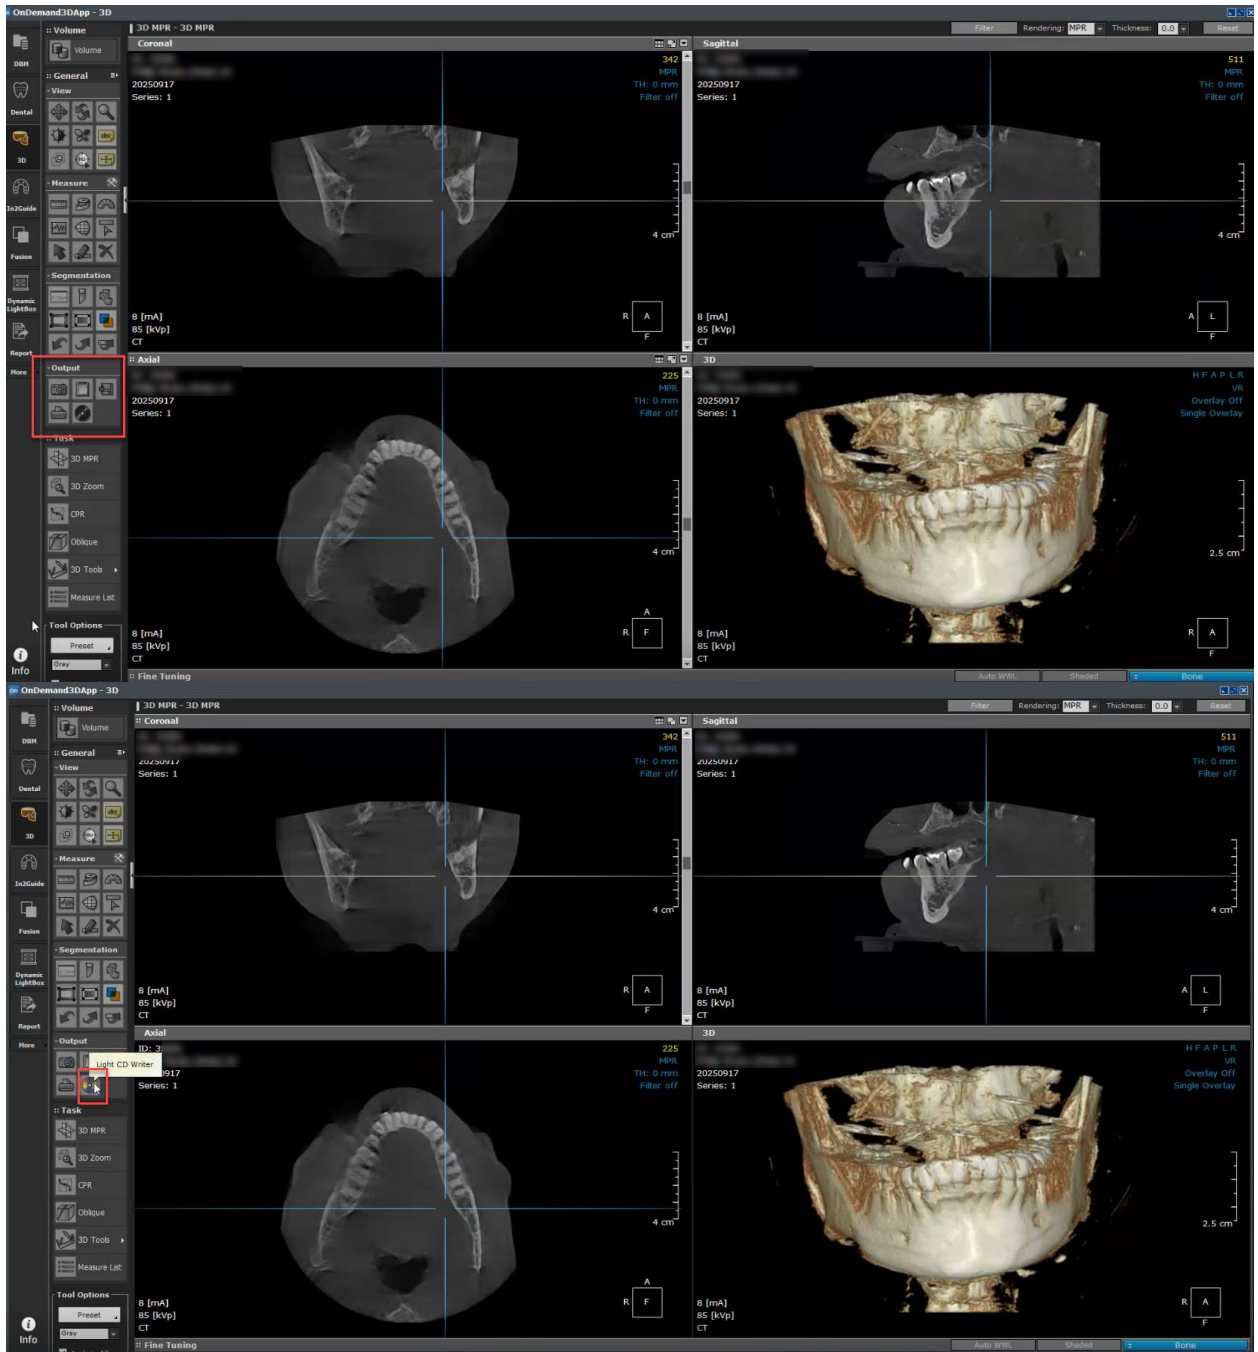 OnDemand3DApp - 3D
:: Volume
3D MPR - 3D MPR
Filter
Rendering: MPR
Thickness: 0.0
Reset
DBM
Dental
3D
In2Guide
Fusion
Dynamic
LightBox
Report
More
Info
Volume
:: General
View
Measure
Segmentation
Output
:: Task
3D MPR
3D Zoom
CPR
Oblique
3D Tools
Measure List
Tool Options
Preset
Gray
Coronal
342
MPR
20250917
TH: 0 mm
Series: 1
Filter off
4 cm
8 [mA]
85 [kVp]
CT
R A
F
Sagittal
511
MPR
TH: 0 mm
Filter off
4 cm
8 [mA]
85 [kVp]
CT
A L
F
:: Axial
225
MPR
20250917
TH: 0 mm
Series: 1
Filter off
4 cm
8 [mA]
85 [kVp]
CT
A
R F
3D
H F A P L R
VR
Overlay Off
Single Overlay
2.5 cm
R A
F
:: Fine Tuning
Auto WWL
Shaded
Bone
on OnDemand3DApp - 3D
:: Volume
3D MPR - 3D MPR
Filter
Rendering: MPR
Thickness: 0.0
Reset
DBM
Dental
3D
In2Guide
Fusion
Dynamic
LightBox
Report
More
Info
Volume
:: General
View
Measure
Segmentation
Output
Light CD Writer
:: Task
3D MPR
3D Zoom
CPR
Oblique
3D Tools
Measure List
Tool Options
Preset
Gray
:: Coronal
342
MPR
20250917
TH: 0 mm
Series: 1
Filter off
4 cm
8 [mA]
85 [kVp]
CT
R A
F
Sagittal
511
MPR
20250917
TH: 0 mm
Series: 1
Filter off
4 cm
8 [mA]
85 [kVp]
CT
A L
F
Axial
ID: 3
225
MPR
0917
TH: 0 mm
Series: 1
Filter off
4 cm
8 [mA]
85 [kVp]
CT
A
R F
3D
H F A P L R
VR
20250917
Overlay Off
Series: 1
Single Overlay
2.5 cm
8 [mA]
85 [kVp]
CT
R A
F
:: Fine Tuning
Auto WWL
Shaded
Bone